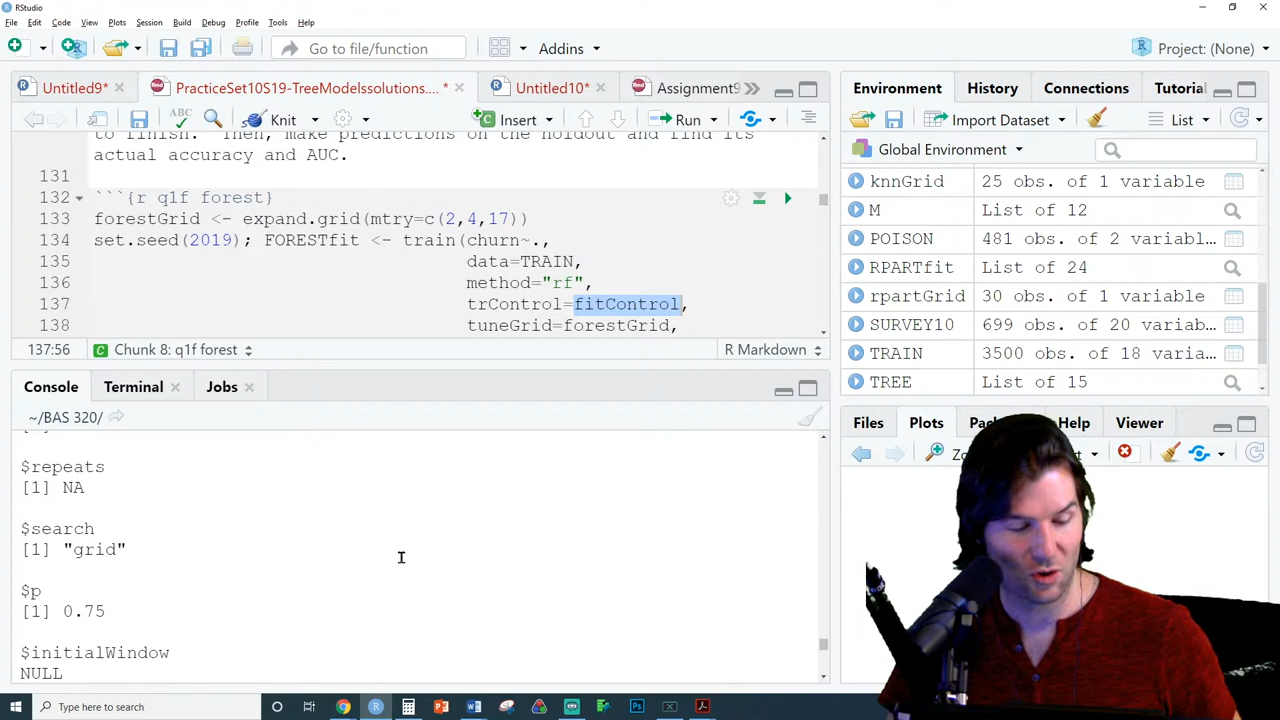 RStudio
File Edit Code View Plots Session Build Debug Profile Tools Help
Go to file/function
Addins
Project: (None)
Untitled9*
PracticeSet10S19-TreeModelssolutions.... *
Untitled10*
Assignment9
ABC
Knit
Insert
Run
to finish. Then, make predictions on the holdout and find its
actual accuracy and AUC.
131
132 ```{r q1f forest}
133 forestGrid <- expand.grid(mtry=c(2,4,17))
134 set.seed(2019); FORESTfit <- train(churn~.,
135 data=TRAIN,
136 method="rf",
137 trControl=fitControl,
138 tuneGrid=forestGrid,
137:56
Chunk 8: q1f forest
R Markdown
Console
Terminal
Jobs
~/BAS 320/
$repeats
[1] NA
$search
[1] "grid"
$p
[1] 0.75
$initialWindow
NULL
Environment
History
Connections
Tutorial
Import Dataset
List
Global Environment
knnGrid 25 obs. of 1 variable
M List of 12
POISON 481 obs. of 2 variabl...
RPARTfit List of 24
rpartGrid 30 obs. of 1 variable
SURVEY10 699 obs. of 20 variabl...
TRAIN 3500 obs. of 18 varia...
TREE List of 15
Files
Plots
Help
Viewer
Type here to search